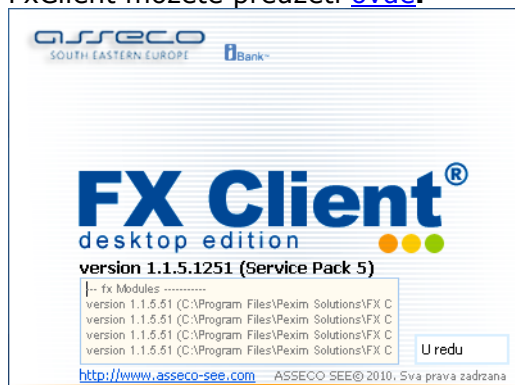 FXClient možete preuzeti ovdje.
asseco
SOUTH EASTERN EUROPE
iBank
FX Client®
desktop edition
version 1.1.5.1251 (Service Pack 5)
-- fx Modules -----------
version 1.1.5.51 (C:\Program Files\Pexim Solutions\FX C
version 1.1.5.51 (C:\Program Files\Pexim Solutions\FX C
version 1.1.5.51 (C:\Program Files\Pexim Solutions\FX C
version 1.1.5.51 (C:\Program Files\Pexim Solutions\FX C
U redu
http://www.asseco-see.com ASSECO SEE© 2010, Sva prava zadržana